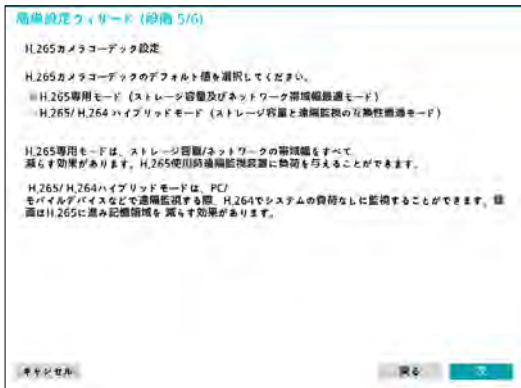 簡単設定ウィザード (段階 5/6)
H.265カメラコーデック設定
H.265カメラコーデックのデフォルト値を選択してください。
H.265専用モード (ストレージ容量及びネットワーク帯域幅最適モード)
H.265/ H.264 ハイブリッドモード (ストレージ容量と遠隔監視の互換性最適モード)
H.265専用モードは、ストレージ容量/ネットワークの帯域幅をすべて
減らす効果があります。H.265使用時遠隔監視装置に負荷を与えることができます。
H.265/ H.264ハイブリッドモードは、PC/
モバイルデバイスなどで遠隔監視する際、H.264でシステムの負荷なしに監視することができます。録
画はH.265に進み記憶領域を 減らす効果があります。
キャンセル 戻る 次